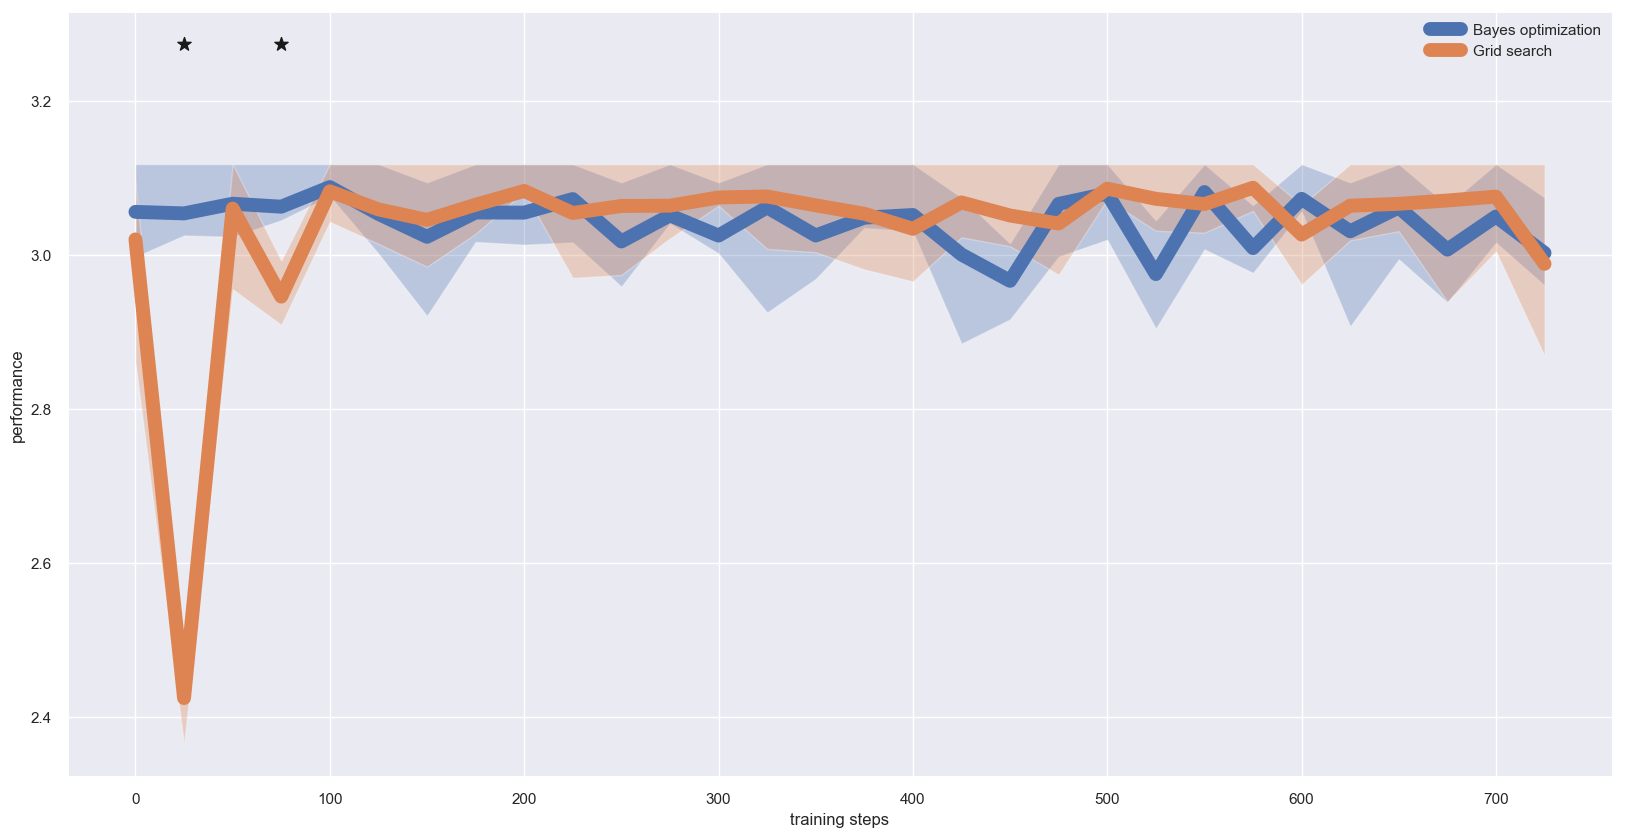 Bayes optimization
Grid search
3.2
3.0
2.8
2.6
2.4
performance
0 100 200 300 400 500 600 700
training steps